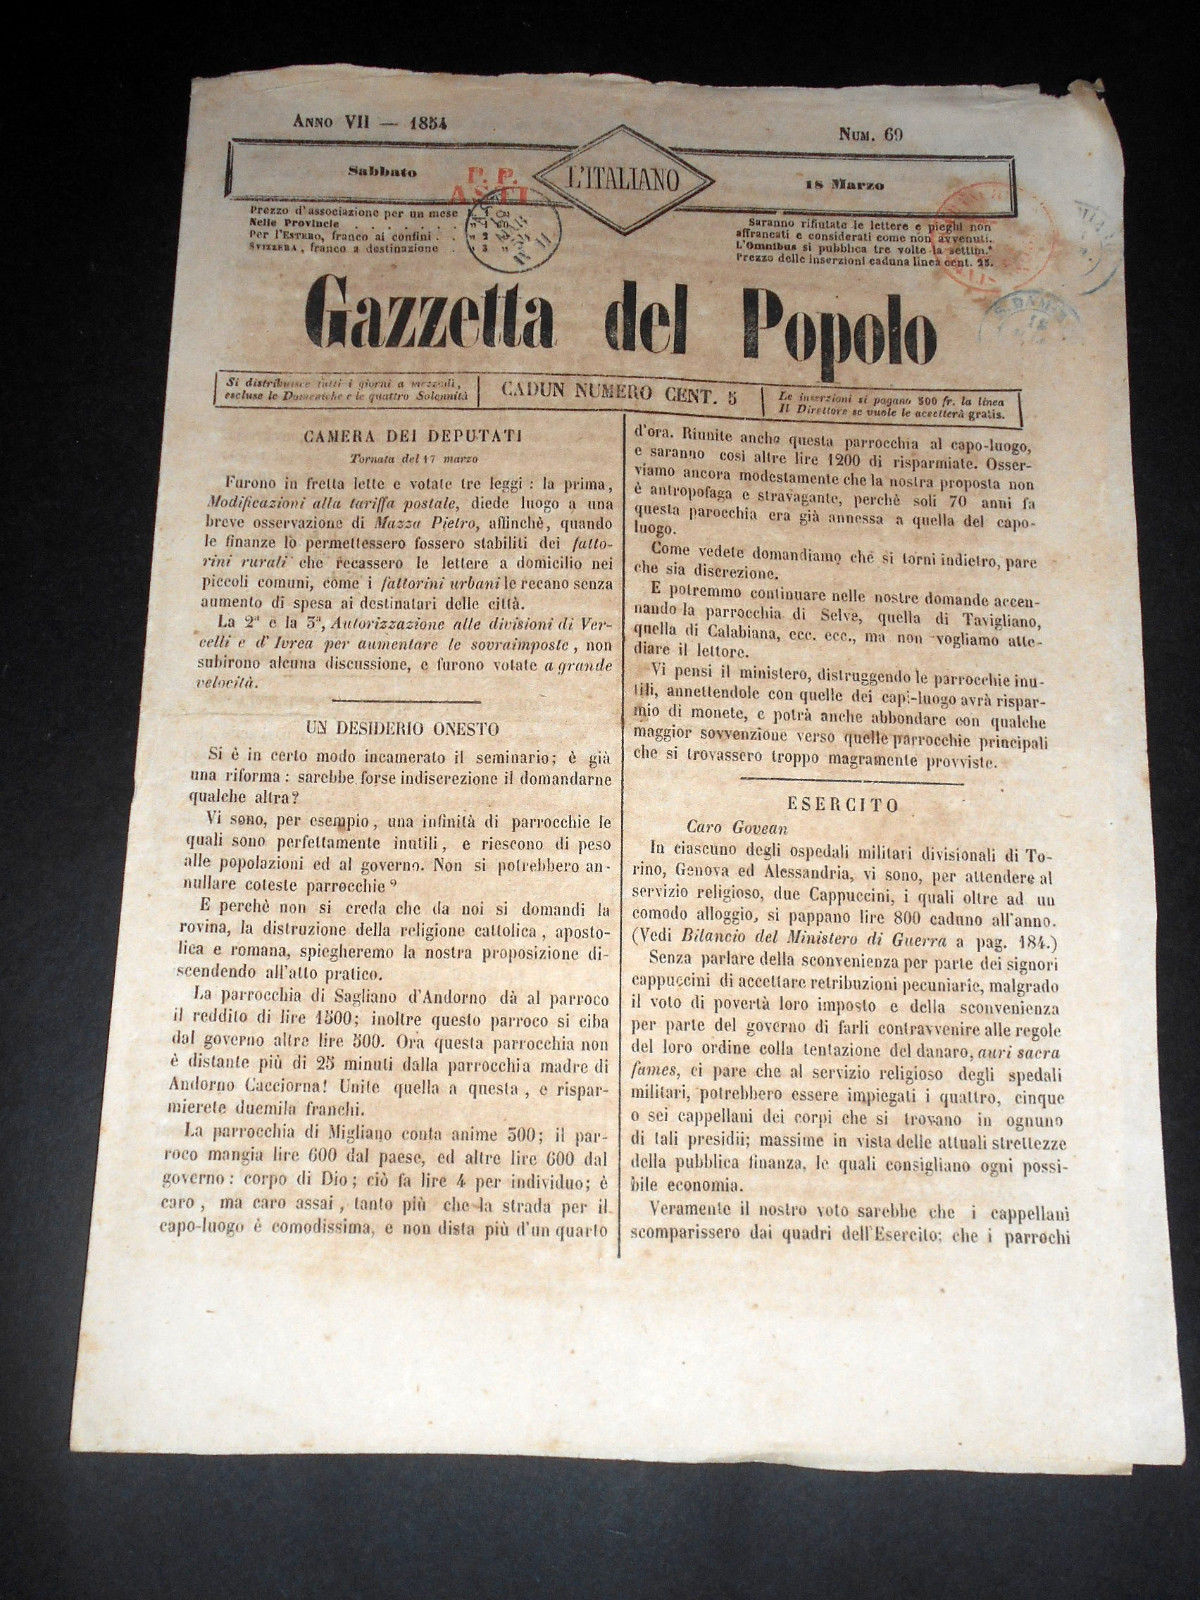 ANNO VII — 1854
NUM. 69
Sabbato
L'ITALIANO
18 Marzo
P. P.
ASTI
Prezzo d'associazione per un mese
Nelle Provincie . . . . . . .
Per l'ESTERO, franco ai confini . .
SVIZZERA, franco a destinazione . .
Saranno rifiutate le lettere e pieghi non
affrancati e considerati come non avvenuti.
L'Omnibus si pubblica tre volte la settim.ª
Prezzo delle inserzioni caduna linea cent. 25.
Gazzetta del Popolo
Si distribuisce tutti i giorni a mezzodì,
escluse le Domeniche e le quattro Solennità
CADUN NUMERO CENT. 5
Le inserzioni si pagano 300 fr. la linea
Il Direttore se vuole le accetterà gratis.
CAMERA DEI DEPUTATI
Tornata del 17 marzo
Furono in fretta lette e votate tre leggi : la prima,
Modificazioni alla tariffa postale, diede luogo a una
breve osservazione di Mazza Pietro, affinchè, quando
le finanze lo permettessero fossero stabiliti dei fatto-
rini rurali che recassero le lettere a domicilio nei
piccoli comuni, come i fattorini urbani le recano senza
aumento di spesa ai destinatari delle città.
La 2ª e la 3ª, Autorizzazione alle divisioni di Ver-
celli e d'Ivrea per aumentare le sovraimposte, non
subirono alcuna discussione, e furono votate a grande
velocità.
UN DESIDERIO ONESTO
Si è in certo modo incamerato il seminario; è già
una riforma : sarebbe forse indiscrezione il domandarne
qualche altra?
Vi sono, per esempio, una infinità di parrocchie le
quali sono perfettamente inutili, e riescono di peso
alle popolazioni ed al governo. Non si potrebbero an-
nullare coteste parrocchie?
E perchè non si creda che da noi si domandi la
rovina, la distruzione della religione cattolica, aposto-
lica e romana, spiegheremo la nostra proposizione di-
scendendo all'atto pratico.
La parrocchia di Sagliano d'Andorno dà al parroco
il reddito di lire 1500; inoltre questo parroco si ciba
dal governo altre lire 500. Ora questa parrocchia non
è distante più di 25 minuti dalla parrocchia madre di
Andorno Cacciorna! Unite quella a questa, e rispar-
mierete duemila franchi.
La parrocchia di Migliano conta anime 300; il par-
roco mangia lire 600 dal paese, ed altre lire 600 dal
governo : corpo di Dio; ciò fa lire 4 per individuo; è
caro, ma caro assai, tanto più che la strada per il
capo-luogo è comodissima, e non dista più d'un quarto
d'ora. Riunite anche questa parrocchia al capo-luogo,
e saranno così altre lire 1200 di risparmiate. Osser-
viamo ancora modestamente che la nostra proposta non
è antropofaga e stravagante, perchè soli 70 anni fa
questa parocchia era già annessa a quella del capo-
luogo.
Come vedete domandiamo che si torni indietro, pare
che sia discrezione.
E potremmo continuare nelle nostre domande accen-
nando la parrocchia di Selve, quella di Tavigliano,
quella di Calabiana, ecc. ecc., ma non vogliamo atte-
diare il lettore.
Vi pensi il ministero, distruggendo le parrocchie inu-
tili, annettendole con quelle dei capi-luogo avrà rispar-
mio di monete, e potrà anche abbondare con qualche
maggior sovvenzione verso quelle parrocchie principali
che si trovassero troppo magramente provviste.
ESERCITO
Caro Govean
In ciascuno degli ospedali militari divisionali di To-
rino, Genova ed Alessandria, vi sono, per attendere al
servizio religioso, due Cappuccini, i quali oltre ad un
comodo alloggio, si pappano lire 800 caduno all'anno.
(Vedi Bilancio del Ministero di Guerra a pag. 184.)
Senza parlare della sconvenienza per parte dei signori
cappuccini di accettare retribuzioni pecuniarie, malgrado
il voto di povertà loro imposto e della sconvenienza
per parte del governo di farli contravvenire alle regole
del loro ordine colla tentazione del danaro, auri sacra
fames, ci pare che al servizio religioso degli spedali
militari, potrebbero essere impiegati i quattro, cinque
o sei cappellani dei corpi che si trovano in ognuno
di tali presidii; massime in vista delle attuali strettezze
della pubblica finanza, le quali consigliano ogni possi-
bile economia.
Veramente il nostro voto sarebbe che i cappellani
scomparissero dai quadri dell'Esercito; che i parrochi